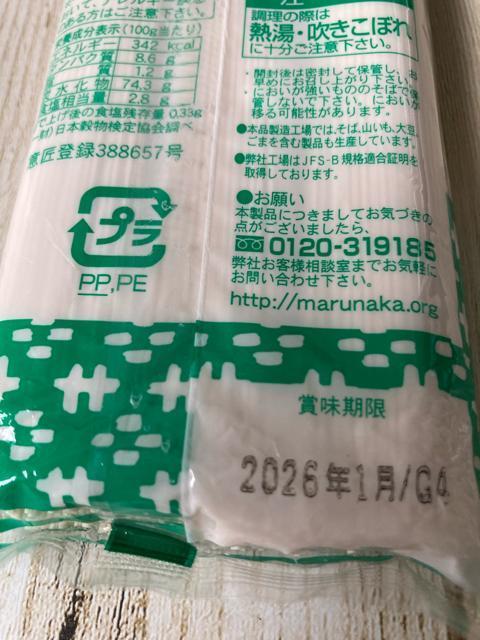 調理の際は
熱湯・吹きこぼれ
に十分ご注意下さい。
ある方はご注意下さい。
養成分表示(100g当たり)
ネルギー 342 kcal
ンパク質 8.6 g
質 1.2 g
水化物 74.3 g
塩相当量 2.8 g
で上げ後の食塩残存量 0.33g
日本穀物検定協会調べ
意匠登録388657号
・開封後は密封して保管し、お
早めにお召し上がり下さい。
・においが強いもののそばで保
管しないで下さい。においが
移る可能性があります。
●本品製造工場では、そば、山いも、大豆、
ごまを含む製品も生産しています。
●弊社工場はJFS-B規格適合証明を
取得しております。
プラ
PP,PE
●お願い
本製品につきましてお気づきの
点がございましたら、
0120-319185
弊社お客様相談室までお気軽に
お問い合わせ下さい。
http://marunaka.org
賞味期限
2026年1月/G4